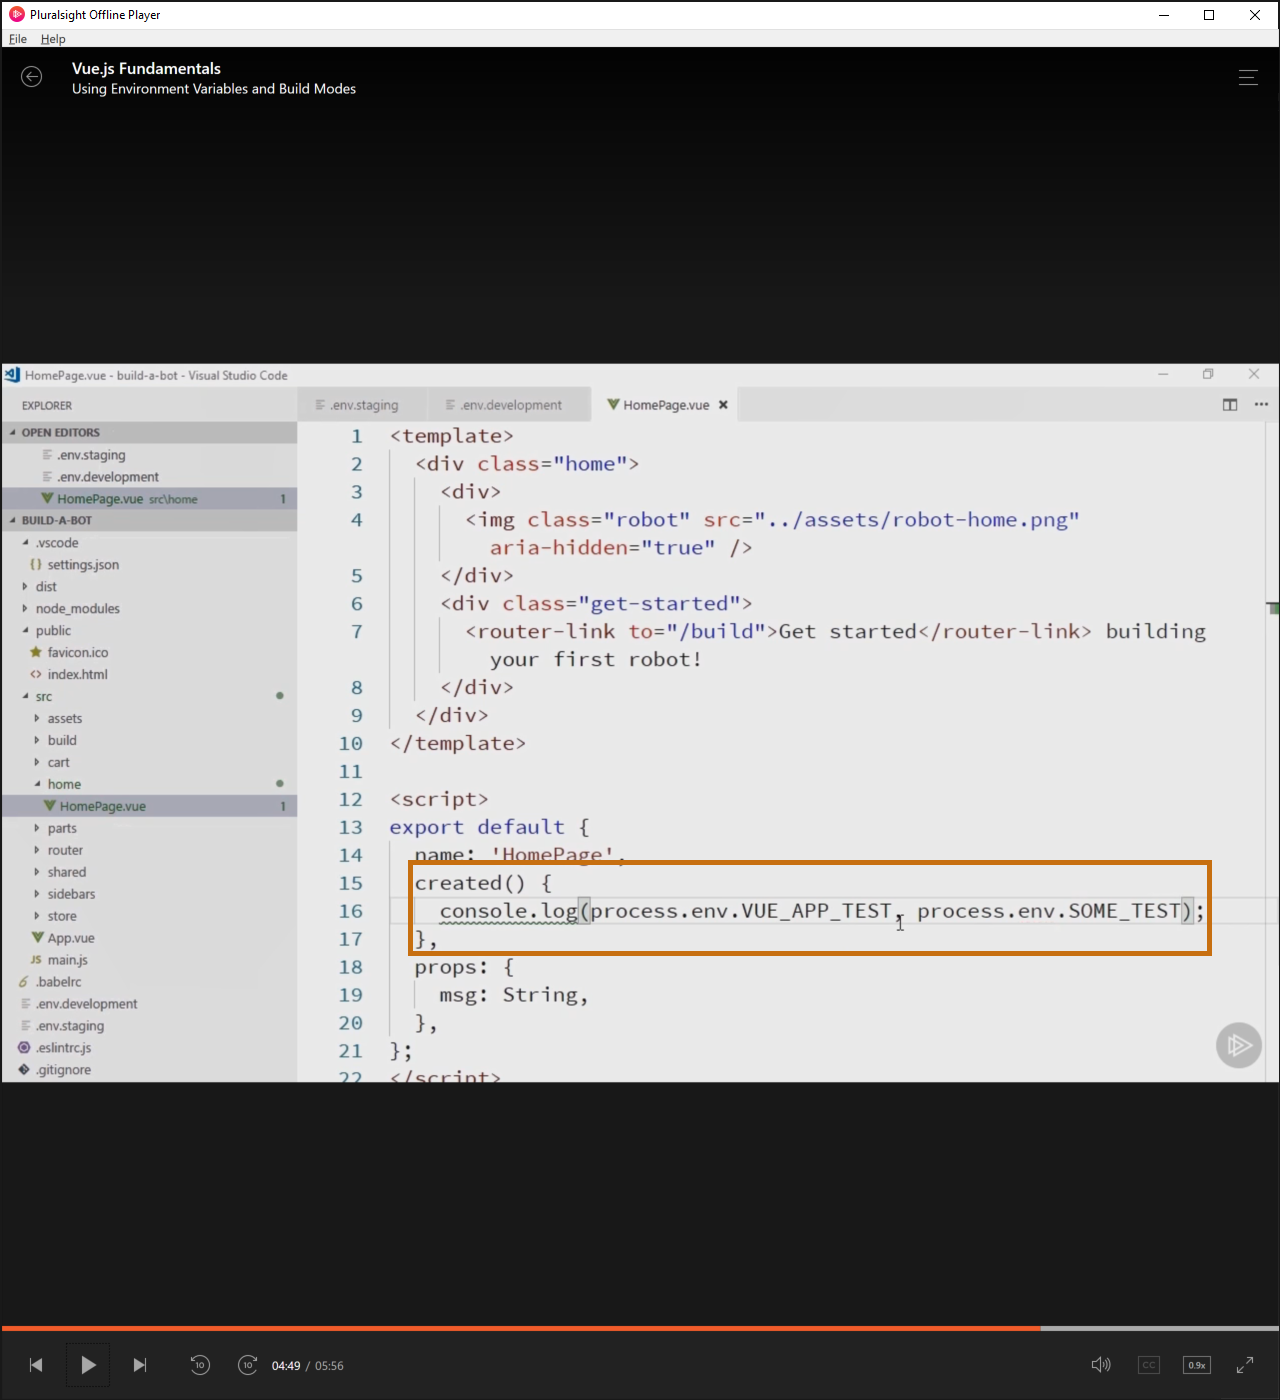 Pluralsight Offline Player
File Help
Vue.js Fundamentals
Using Environment Variables and Build Modes
HomePage.vue - build-a-bot - Visual Studio Code
EXPLORER
.env.staging
.env.development
HomePage.vue
OPEN EDITORS
.env.staging
.env.development
HomePage.vue src\home 1
BUILD-A-BOT
.vscode
{} settings.json
dist
node_modules
public
favicon.ico
<> index.html
src
assets
build
cart
home
HomePage.vue 1
parts
router
shared
sidebars
store
App.vue
JS main.js
.babelrc
.env.development
.env.staging
.eslintrc.js
.gitignore
1 <template>
2 <div class="home">
3 <div>
4 <img class="robot" src="../assets/robot-home.png"
aria-hidden="true" />
5 </div>
6 <div class="get-started">
7 <router-link to="/build">Get started</router-link> building
your first robot!
8 </div>
9 </div>
10 </template>
11
12 <script>
13 export default {
14 name: 'HomePage',
15 created() {
16 console.log(process.env.VUE_APP_TEST, process.env.SOME_TEST);
17 },
18 props: {
19 msg: String,
20 },
21 };
22 </script>
10
10
04:49 / 05:56
CC
0.9x